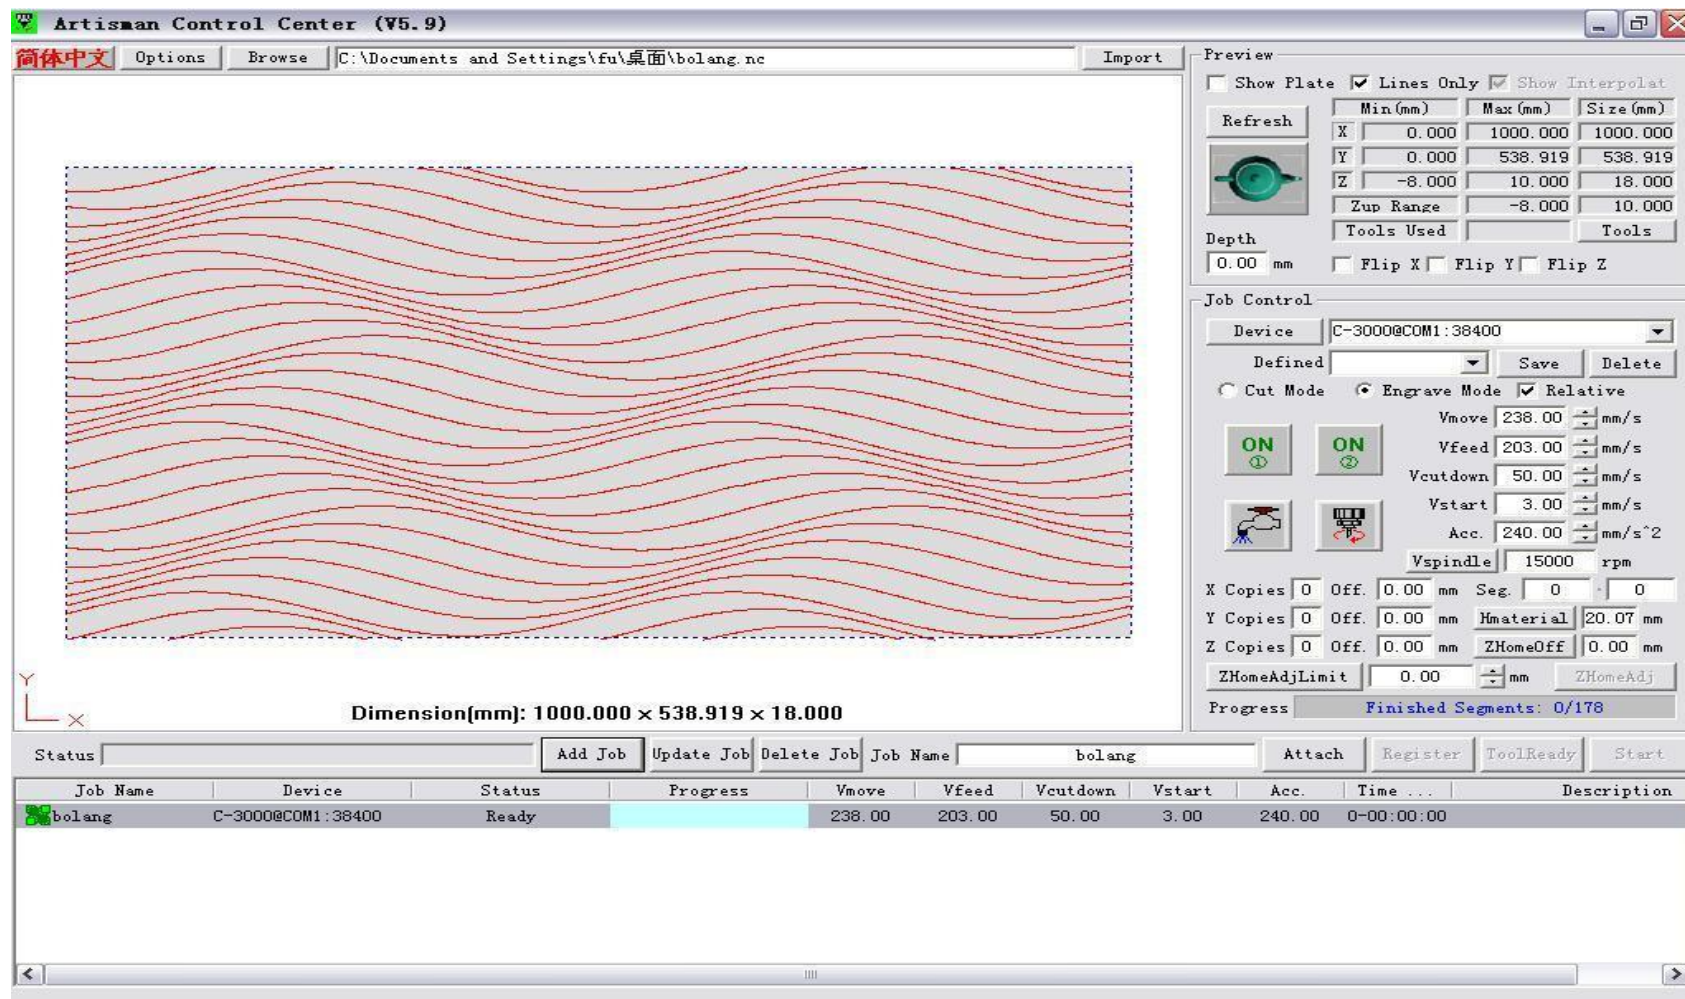 Artisman Control Center (V5.9)
简体中文 Options Browse C:\Documents and Settings\fu\桌面\bolang.nc Import
Preview
Show Plate Lines Only Show Interpolat
Refresh
Min(mm) Max(mm) Size(mm)
X 0.000 1000.000 1000.000
Y 0.000 538.919 538.919
Z -8.000 10.000 18.000
Zup Range -8.000 10.000
Depth Tools Used Tools
0.00 mm Flip X Flip Y Flip Z
Job Control
Device C-3000@COM1:38400
Defined Save Delete
Cut Mode Engrave Mode Relative
Vmove 238.00 mm/s
ON ① ON ② Vfeed 203.00 mm/s
Vcutdown 50.00 mm/s
Vstart 3.00 mm/s
Acc. 240.00 mm/s^2
Vspindle 15000 rpm
X Copies 0 Off. 0.00 mm Seg. 0 - 0
Y Copies 0 Off. 0.00 mm Hmaterial 20.07 mm
Z Copies 0 Off. 0.00 mm ZHomeOff 0.00 mm
ZHomeAdjLimit 0.00 mm ZHomeAdj
Progress Finished Segments: 0/178
Y
X
Dimension(mm): 1000.000 x 538.919 x 18.000
Status Add Job Update Job Delete Job Job Name bolang Attach Register ToolReady Start
Job Name Device Status Progress Vmove Vfeed Vcutdown Vstart Acc. Time ... Description
bolang C-3000@COM1:38400 Ready 238.00 203.00 50.00 3.00 240.00 0-00:00:00